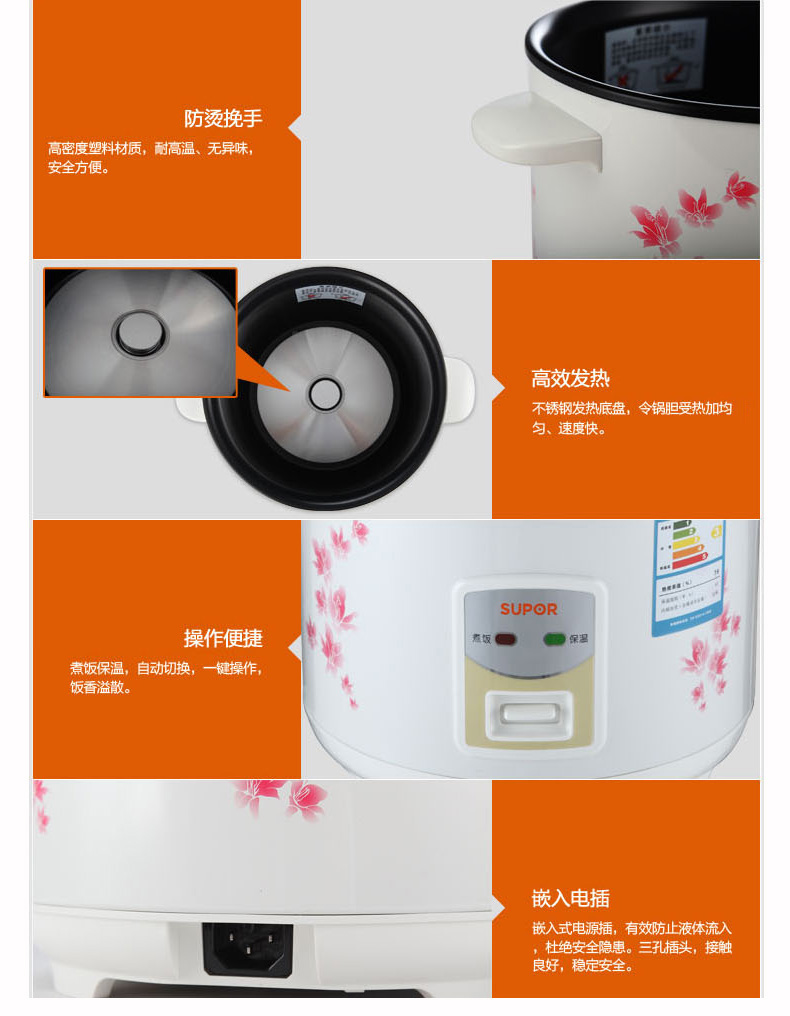 防烫挽手
高密度塑料材质，耐高温、无异味，
安全方便。
高效发热
不锈钢发热底盘，令锅胆受热加均
匀、速度快。
操作便捷
煮饭保温，自动切换，一键操作，
饭香溢散。
SUPOR
煮饭
保温
嵌入电插
嵌入式电源插，有效防止液体流入
，杜绝安全隐患。三孔插头，接触
良好，稳定安全。